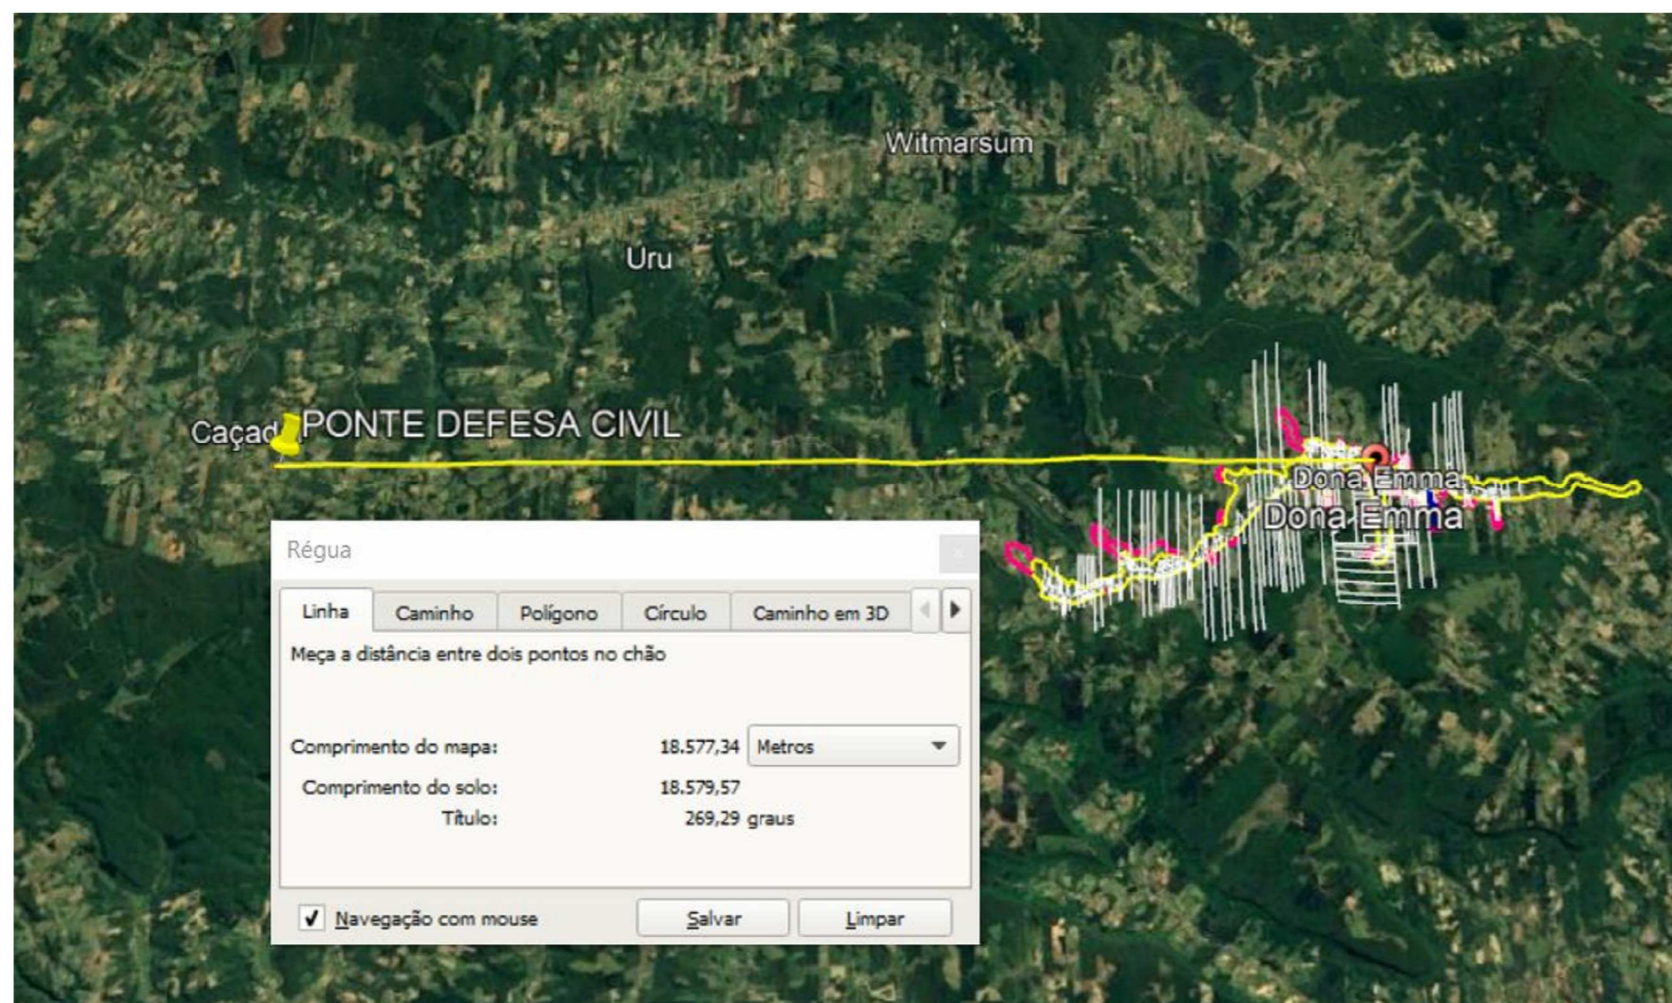 Witmarsum
Uru
Caçad
PONTE DEFESA CIVIL
Dona Emma
Dona Emma
Régua
Linha
Caminho
Polígono
Círculo
Caminho em 3D
Meça a distância entre dois pontos no chão
Comprimento do mapa: 18.577,34 Metros
Comprimento do solo: 18.579,57
Título: 269,29 graus
Navegação com mouse
Salvar
Limpar